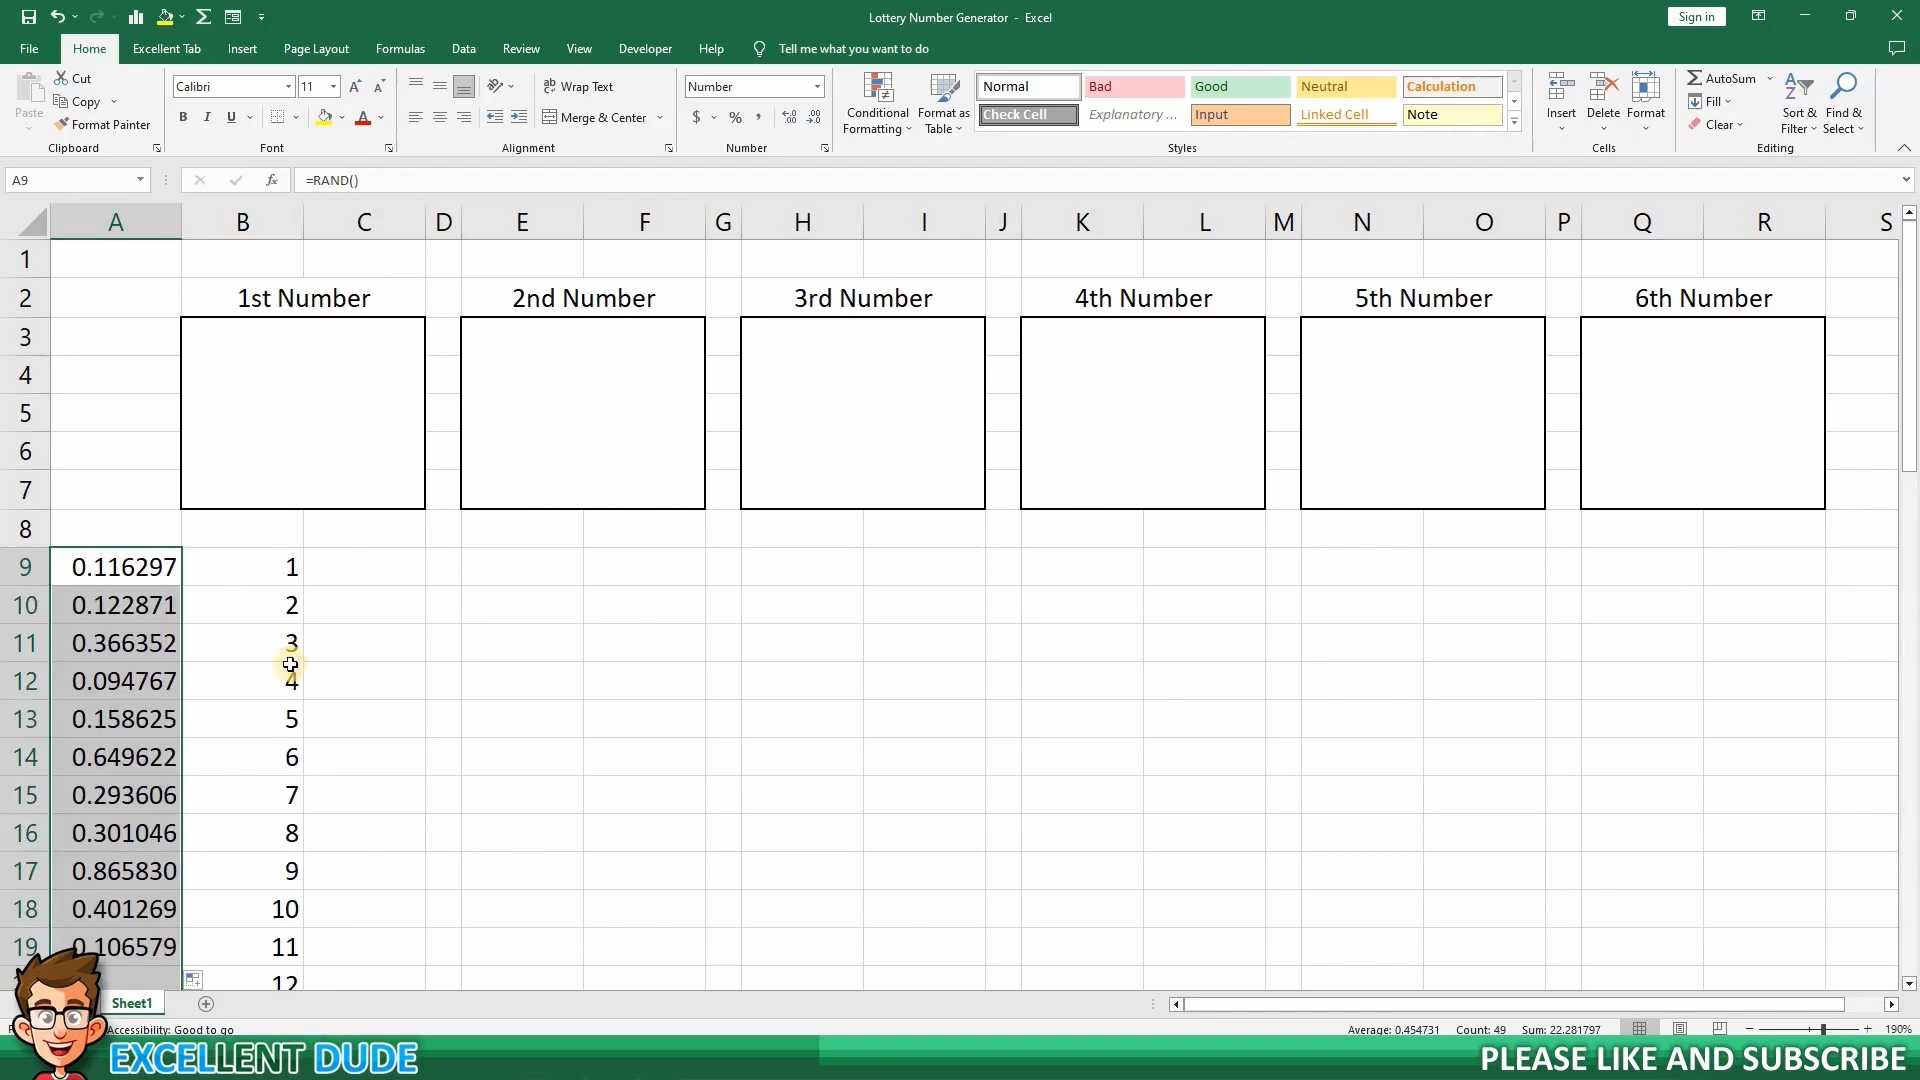 Lottery Number Generator - Excel
Sign in
File Home Excellent Tab Insert Page Layout Formulas Data Review View Developer Help Tell me what you want to do
Paste
Cut
Copy
Format Painter
Clipboard
Calibri 11
B I U
Font
Wrap Text
Merge & Center
Alignment
Number
$ % ,
Number
Conditional Formatting
Format as Table
Normal Bad Good Neutral Calculation
Check Cell Explanatory ... Input Linked Cell Note
Styles
Insert Delete Format
Cells
AutoSum
Fill
Clear
Sort & Filter
Find & Select
Editing
A9 fx =RAND()
A B C D E F G H I J K L M N O P Q R S
1
2 1st Number 2nd Number 3rd Number 4th Number 5th Number 6th Number
3
4
5
6
7
8
9 0.116297 1
10 0.122871 2
11 0.366352 3
12 0.094767 4
13 0.158625 5
14 0.649622 6
15 0.293606 7
16 0.301046 8
17 0.865830 9
18 0.401269 10
19 0.106579 11
12
Sheet1
Accessibility: Good to go
Average: 0.454731 Count: 49 Sum: 22.281797 190%
EXCELLENT DUDE
PLEASE LIKE AND SUBSCRIBE